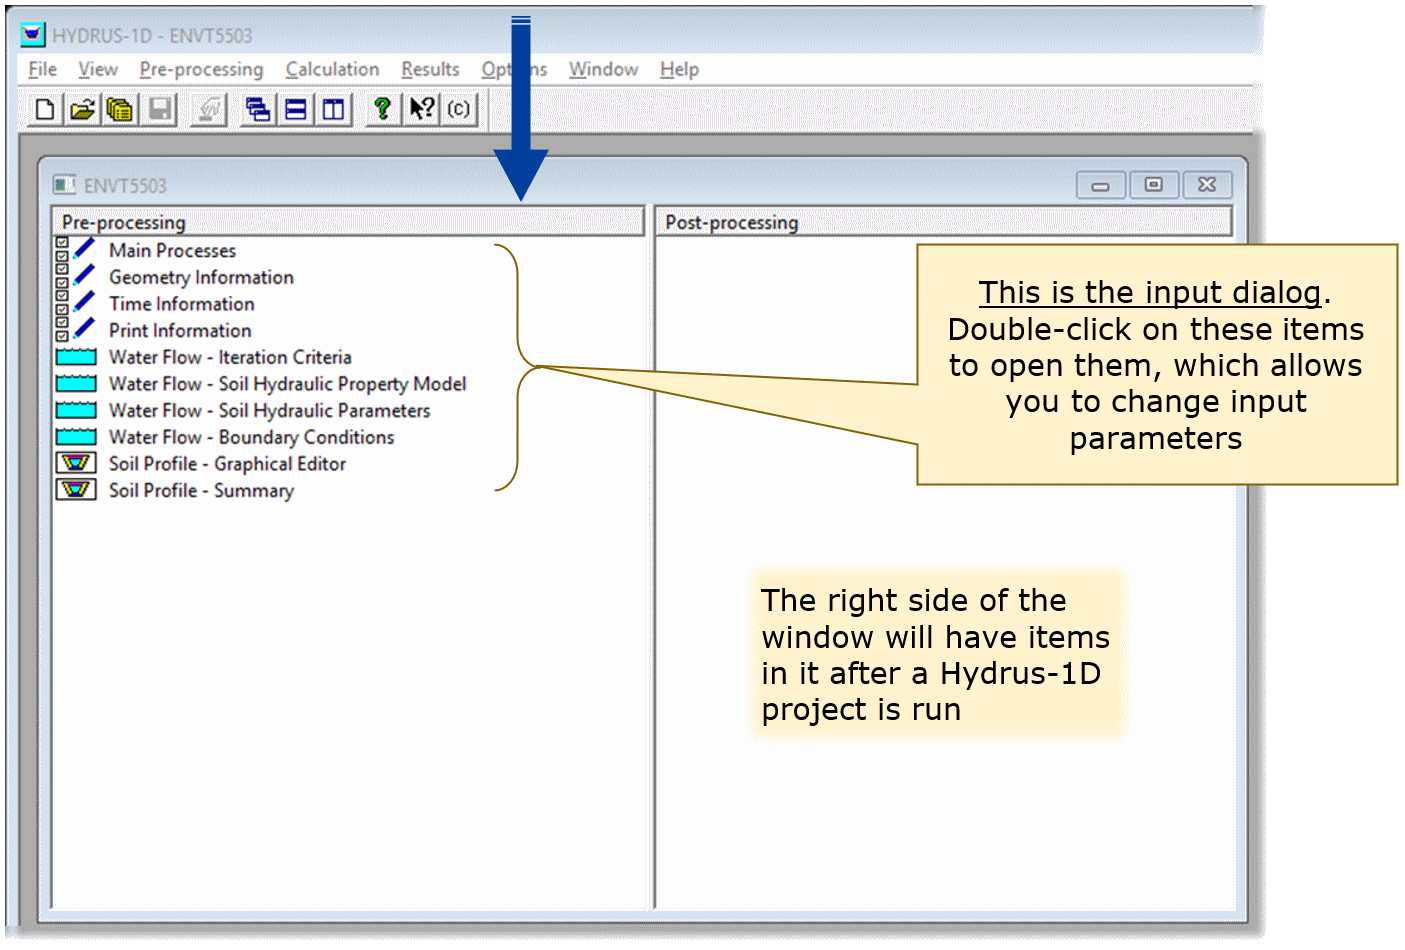 HYDRUS-1D - ENVT5503
File View Pre-processing Calculation Results Options Window Help
? ? (c)
ENVT5503
Pre-processing
Main Processes
Geometry Information
Time Information
Print Information
Water Flow - Iteration Criteria
Water Flow - Soil Hydraulic Property Model
Water Flow - Soil Hydraulic Parameters
Water Flow - Boundary Conditions
Soil Profile - Graphical Editor
Soil Profile - Summary
Post-processing
This is the input dialog.
Double-click on these items
to open them, which allows
you to change input
parameters
The right side of the
window will have items
in it after a Hydrus-1D
project is run